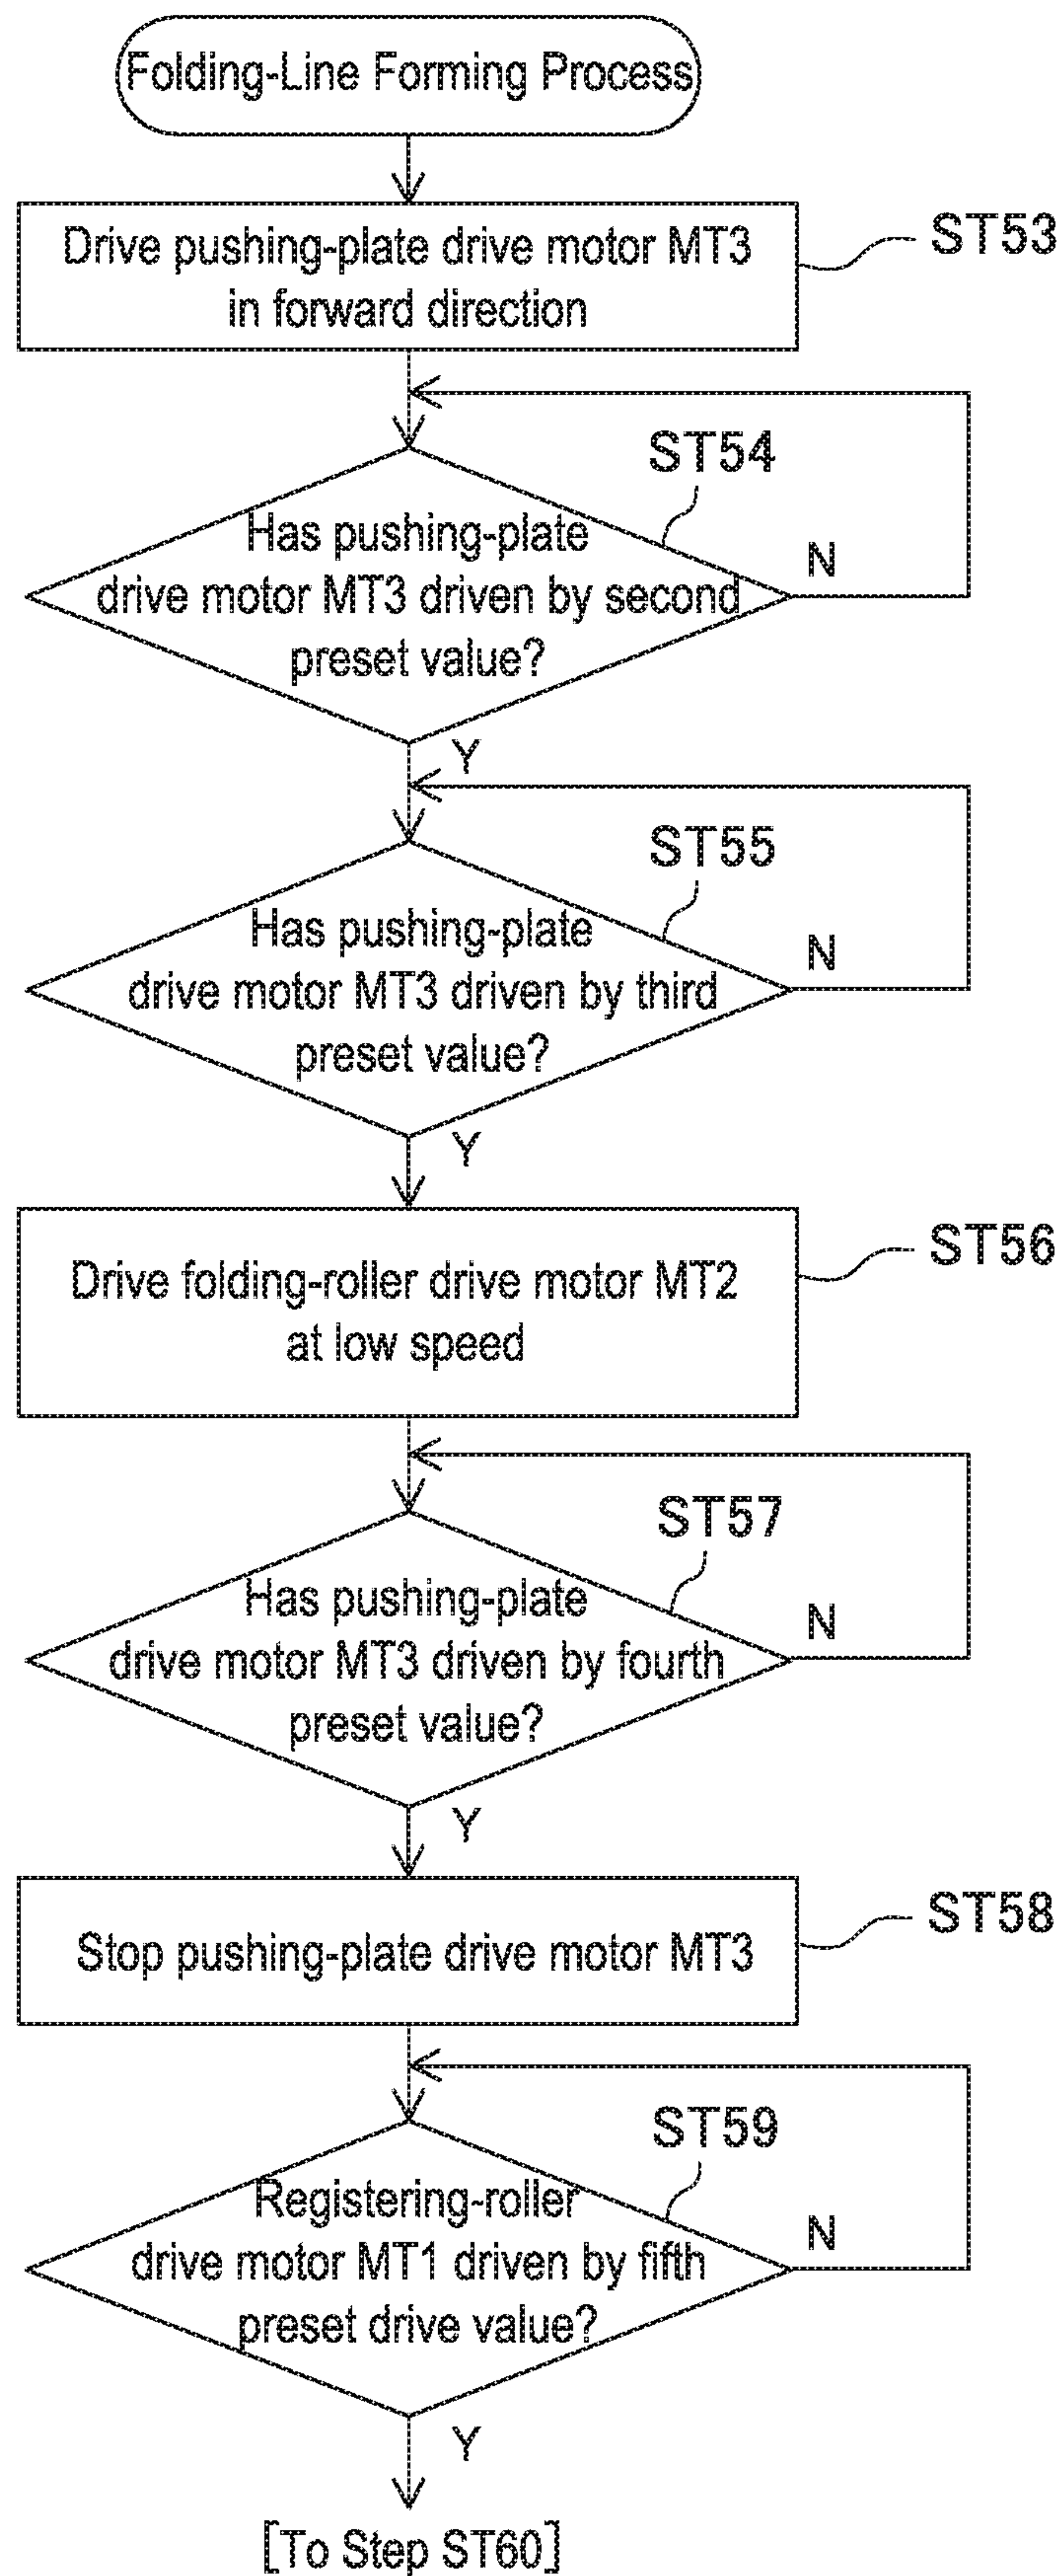 Folding-Line Forming Process
Drive pushing-plate drive motor MT3
in forward direction
ST53
ST54
Has pushing-plate
drive motor MT3 driven by second
preset value?
N
Y
ST55
Has pushing-plate
drive motor MT3 driven by third
preset value?
N
Y
Drive folding-roller drive motor MT2
at low speed
ST56
ST57
Has pushing-plate
drive motor MT3 driven by fourth
preset value?
N
Y
Stop pushing-plate drive motor MT3
ST58
ST59
Registering-roller
drive motor MT1 driven by fifth
preset drive value?
N
Y
[To Step ST60]